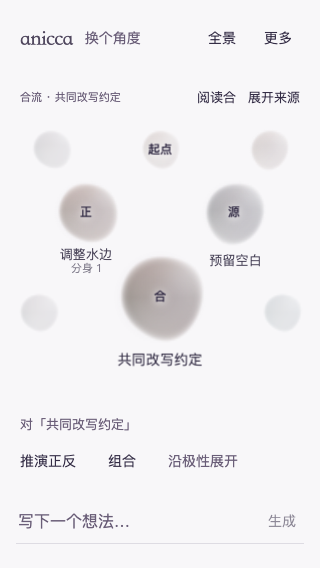 anicca 换个角度 全景 更多
合流 · 共同改写约定 阅读合 展开来源
起点
正 源
调整水边
分身 1
预留空白
合
共同改写约定
对「共同改写约定」
推演正反 组合 沿极性展开
写下一个想法... 生成